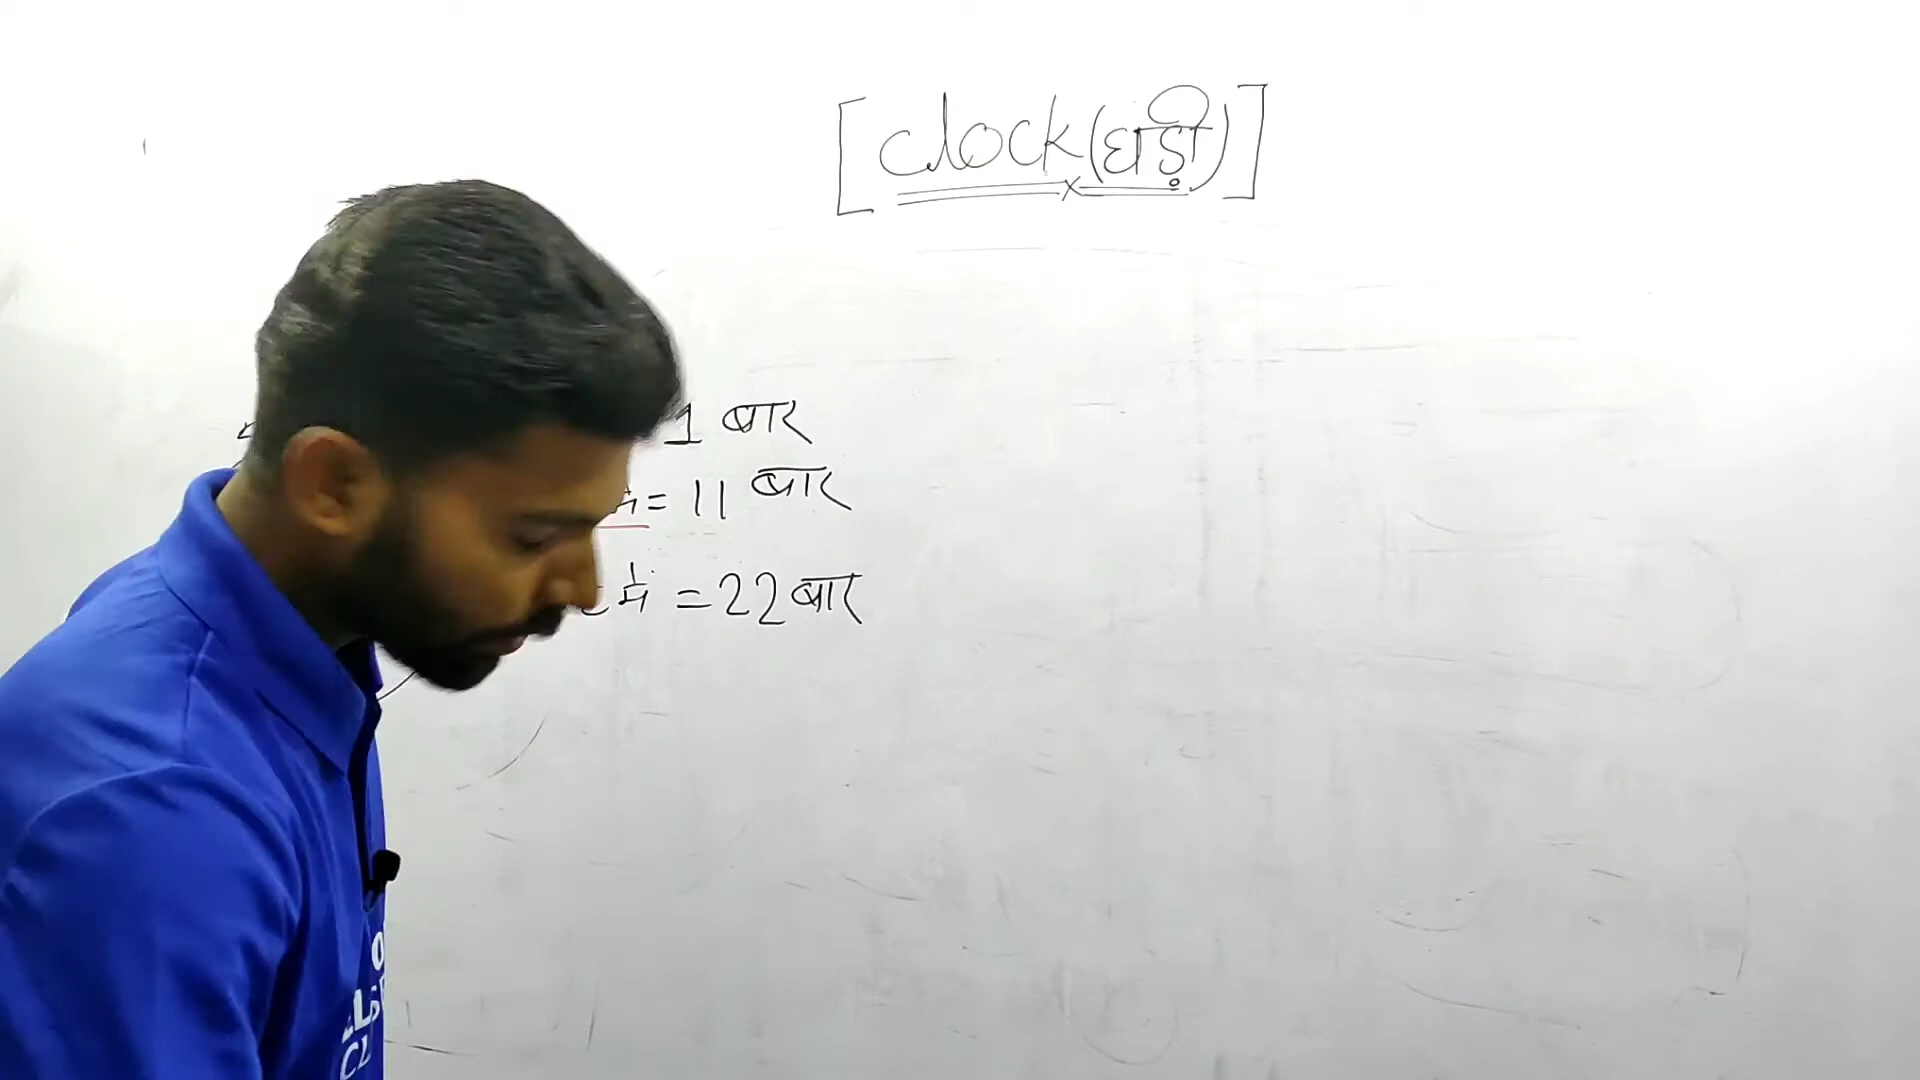 [clock (घड़ी)]
1 बार
में = 11 बार
में = 22 बार